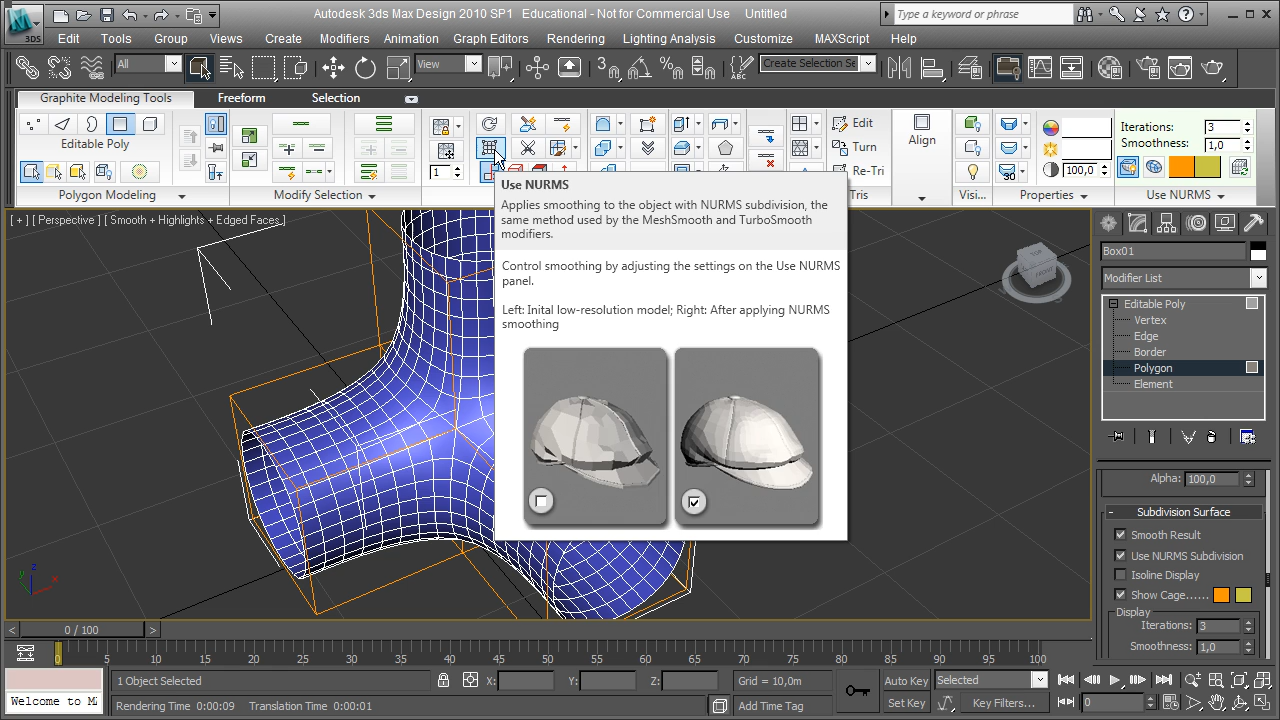 Autodesk 3ds Max Design 2010 SP1    Educational - Not for Commercial Use    Untitled
Type a keyword or phrase
3DS
Edit Tools Group Views Create Modifiers Animation Graph Editors Rendering Lighting Analysis Customize MAXScript Help
All View 3 Create Selection Se
Graphite Modeling Tools Freeform Selection
Editable Poly
1
Edit
Turn
Re-Tri
Align
30
100,0
Iterations: 3
Smoothness: 1,0
Polygon Modeling Modify Selection Tris Visi... Properties Use NURMS
[ + ] [ Perspective ] [ Smooth + Highlights + Edged Faces ]
Use NURMS
Applies smoothing to the object with NURMS subdivision, the
same method used by the MeshSmooth and TurboSmooth
modifiers.
Control smoothing by adjusting the settings on the Use NURMS
panel.
Left: Inital low-resolution model; Right: After applying NURMS
smoothing
TOP
FRONT
Box01
Modifier List
Editable Poly
Vertex
Edge
Border
Polygon
Element
Alpha: 100,0
- Subdivision Surface
Smooth Result
Use NURMS Subdivision
Isoline Display
Show Cage......
Display
Iterations: 3
Smoothness: 1,0
z
y
x
< 0 / 100 >
0 5 10 15 20 25 30 35 40 45 50 55 60 65 70 75 80 85 90 95 100
1 Object Selected X: Y: Z: Grid = 10,0m Auto Key Selected
Welcome to M
Rendering Time 0:00:09 Translation Time 0:00:01 Add Time Tag Set Key Key Filters... 0